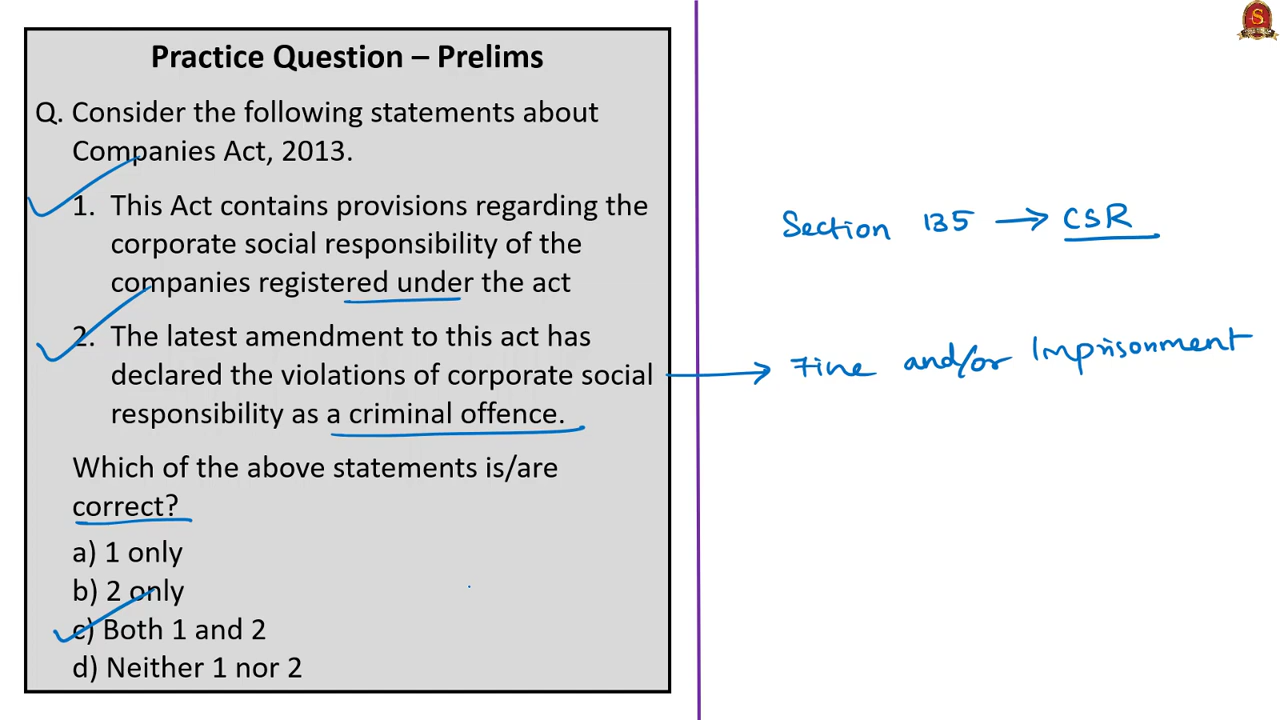 Practice Question – Prelims
Q. Consider the following statements about
Companies Act, 2013.
1. This Act contains provisions regarding the
corporate social responsibility of the
companies registered under the act
2. The latest amendment to this act has
declared the violations of corporate social
responsibility as a criminal offence.
Which of the above statements is/are
correct?
a) 1 only
b) 2 only
c) Both 1 and 2
d) Neither 1 nor 2
Section 135 → CSR
→ Fine and/or Imprisonment
S